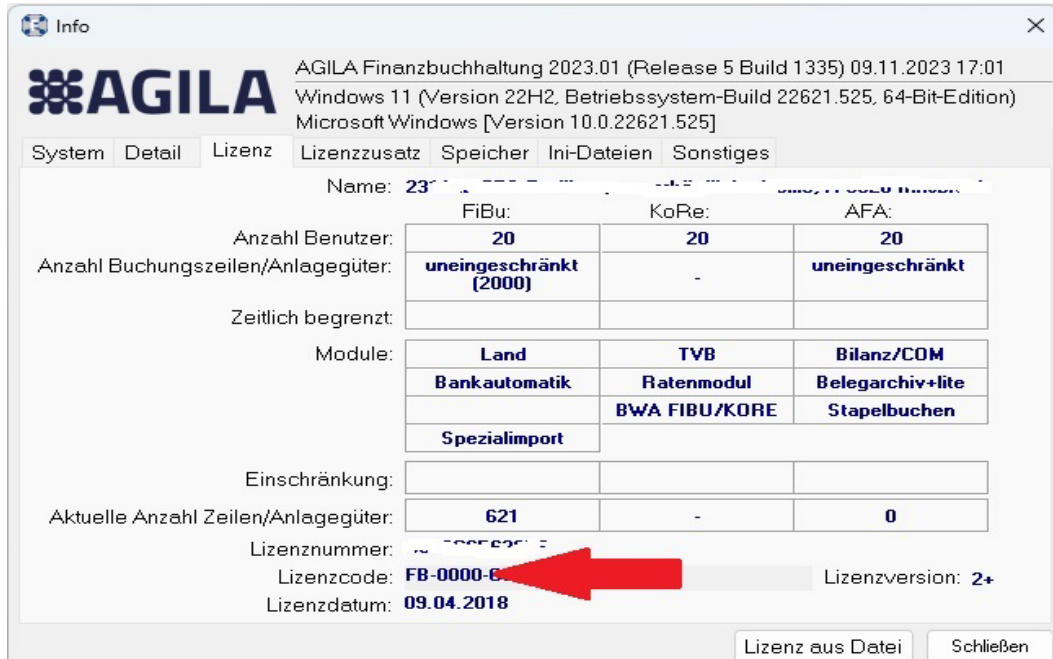 Info
AGILA
AGILA Finanzbuchhaltung 2023.01 (Release 5 Build 1335) 09.11.2023 17:01
Windows 11 (Version 22H2, Betriebssystem-Build 22621.525, 64-Bit-Edition)
Microsoft Windows [Version 10.0.22621.525]
System Detail Lizenz Lizenzzusatz Speicher Ini-Dateien Sonstiges
Name:
FiBu: KoRe: AFA:
Anzahl Benutzer: 20 20 20
Anzahl Buchungszeilen/Anlagegüter: uneingeschränkt - uneingeschränkt
(2000)
Zeitlich begrenzt:
Module: Land TVB Bilanz/COM
Bankautomatik Ratenmodul Belegarchiv+lite
BWA FIBU/KORE Stapelbuchen
Spezialimport
Einschränkung:
Aktuelle Anzahl Zeilen/Anlagegüter: 621 - 0
Lizenznummer:
Lizenzcode: FB-0000- Lizenzversion: 2+
Lizenzdatum: 09.04.2018
Lizenz aus Datei Schließen